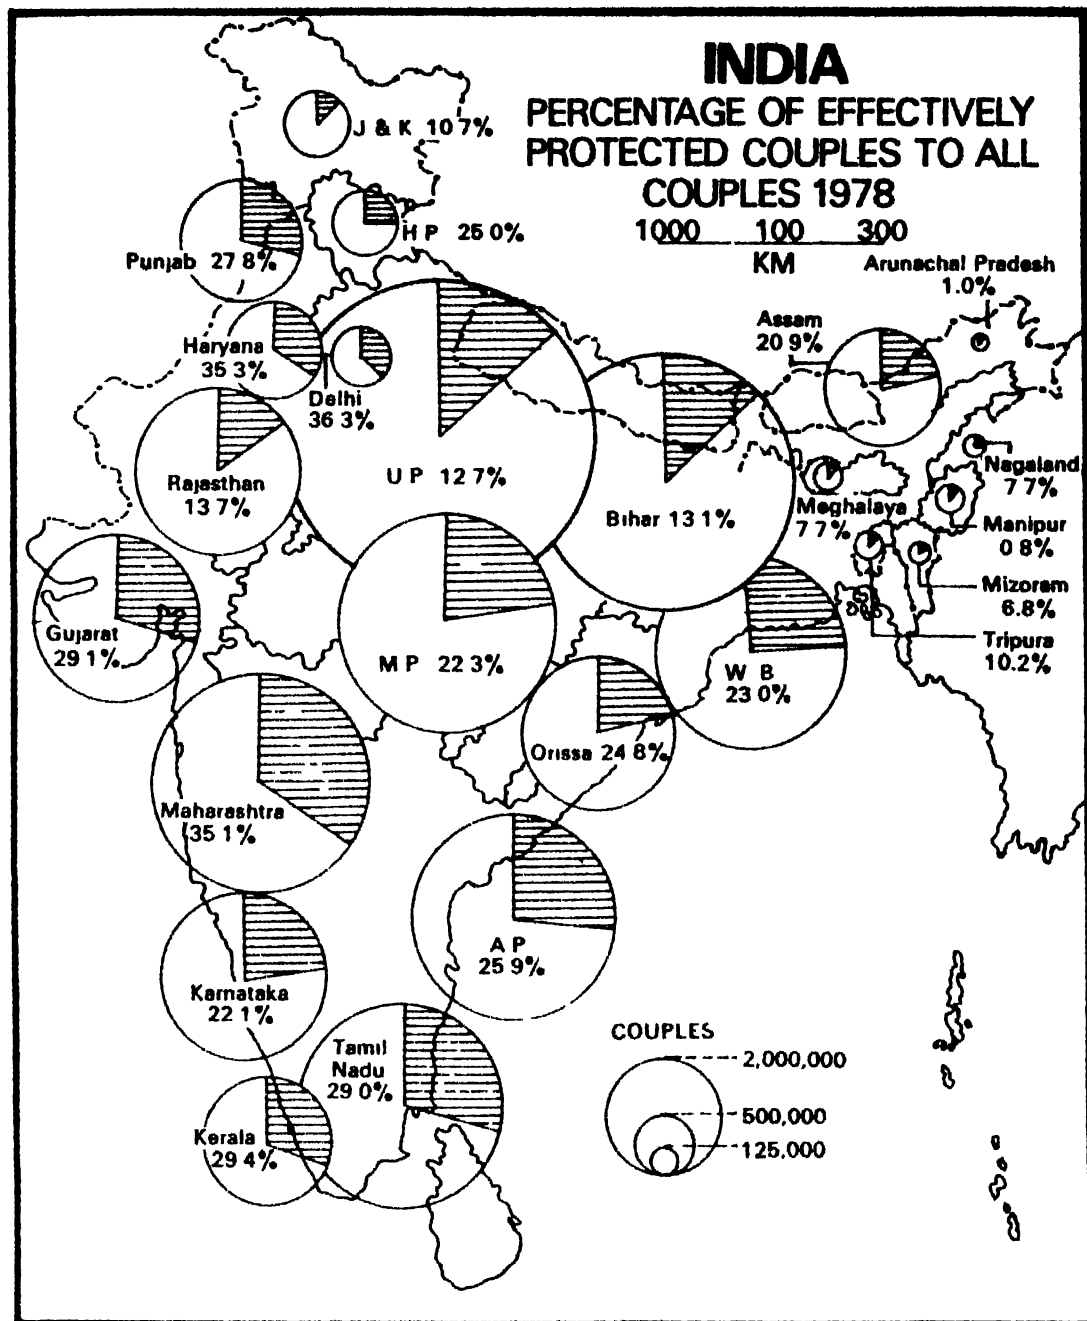 INDIA
PERCENTAGE OF EFFECTIVELY
PROTECTED COUPLES TO ALL
COUPLES 1978
1000 100 300
KM
J & K 10 7%
H P 25 0%
Punjab 27 8%
Arunachal Pradesh
1.0%
Assam
20 9%
Haryana
35 3%
Delhi
36 3%
Rajasthan
13 7%
U P 12 7%
Bihar 13 1%
Meghalaya
7 7%
Nagaland
7 7%
Manipur
0 8%
Mizoram
6.8%
Tripura
10.2%
Gujarat
29 1%
M P 22 3%
W B
23 0%
Orissa 24 8%
Maharashtra
35 1%
A P
25 9%
Karnataka
22 1%
Tamil
Nadu
29 0%
Kerala
29 4%
COUPLES
2,000,000
500,000
125,000